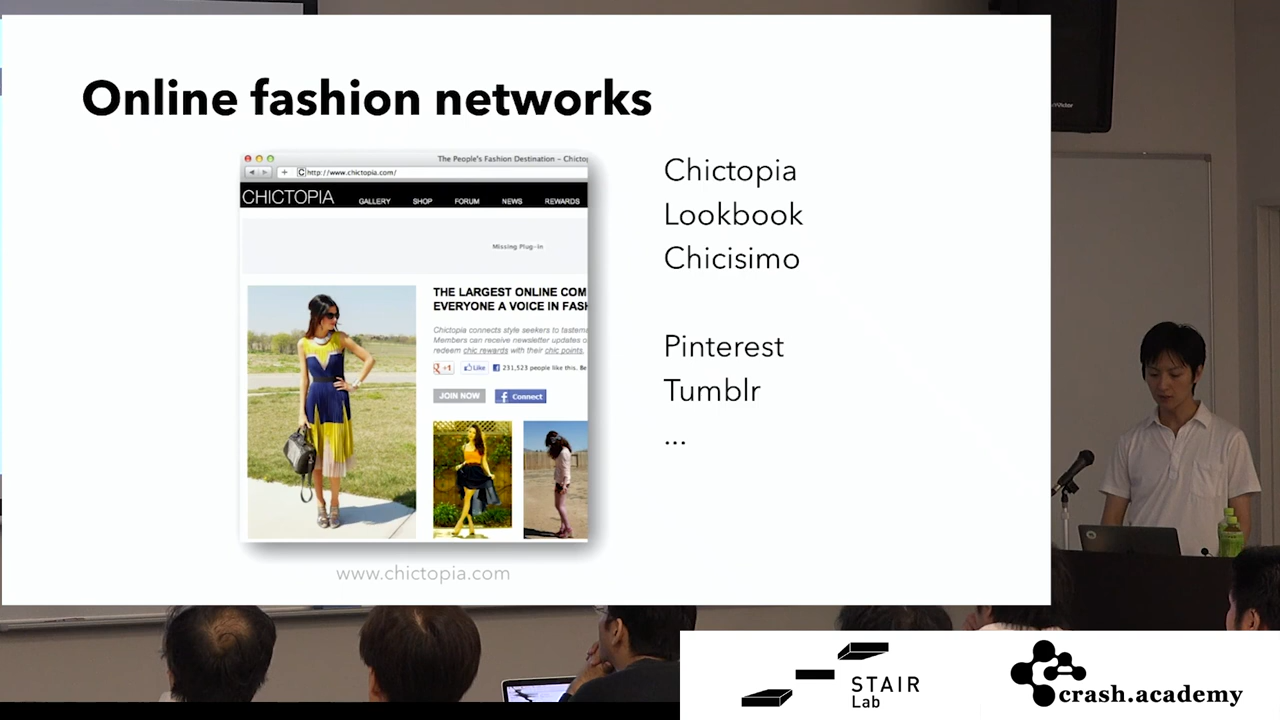 Online fashion networks
The People's Fashion Destination – Chicto
http://www.chictopia.com/
CHICTOPIA
GALLERY SHOP FORUM NEWS REWARDS
Missing Plug-in
THE LARGEST ONLINE COM
EVERYONE A VOICE IN FASH
Chictopia connects style seekers to tastema
Members can receive newsletter updates o
redeem chic rewards with their chic points.
+1 Like 231,523 people like this. Be
JOIN NOW
f Connect
www.chictopia.com
Chictopia
Lookbook
Chicisimo
Pinterest
Tumblr
...
STAIR
Lab
crash.academy